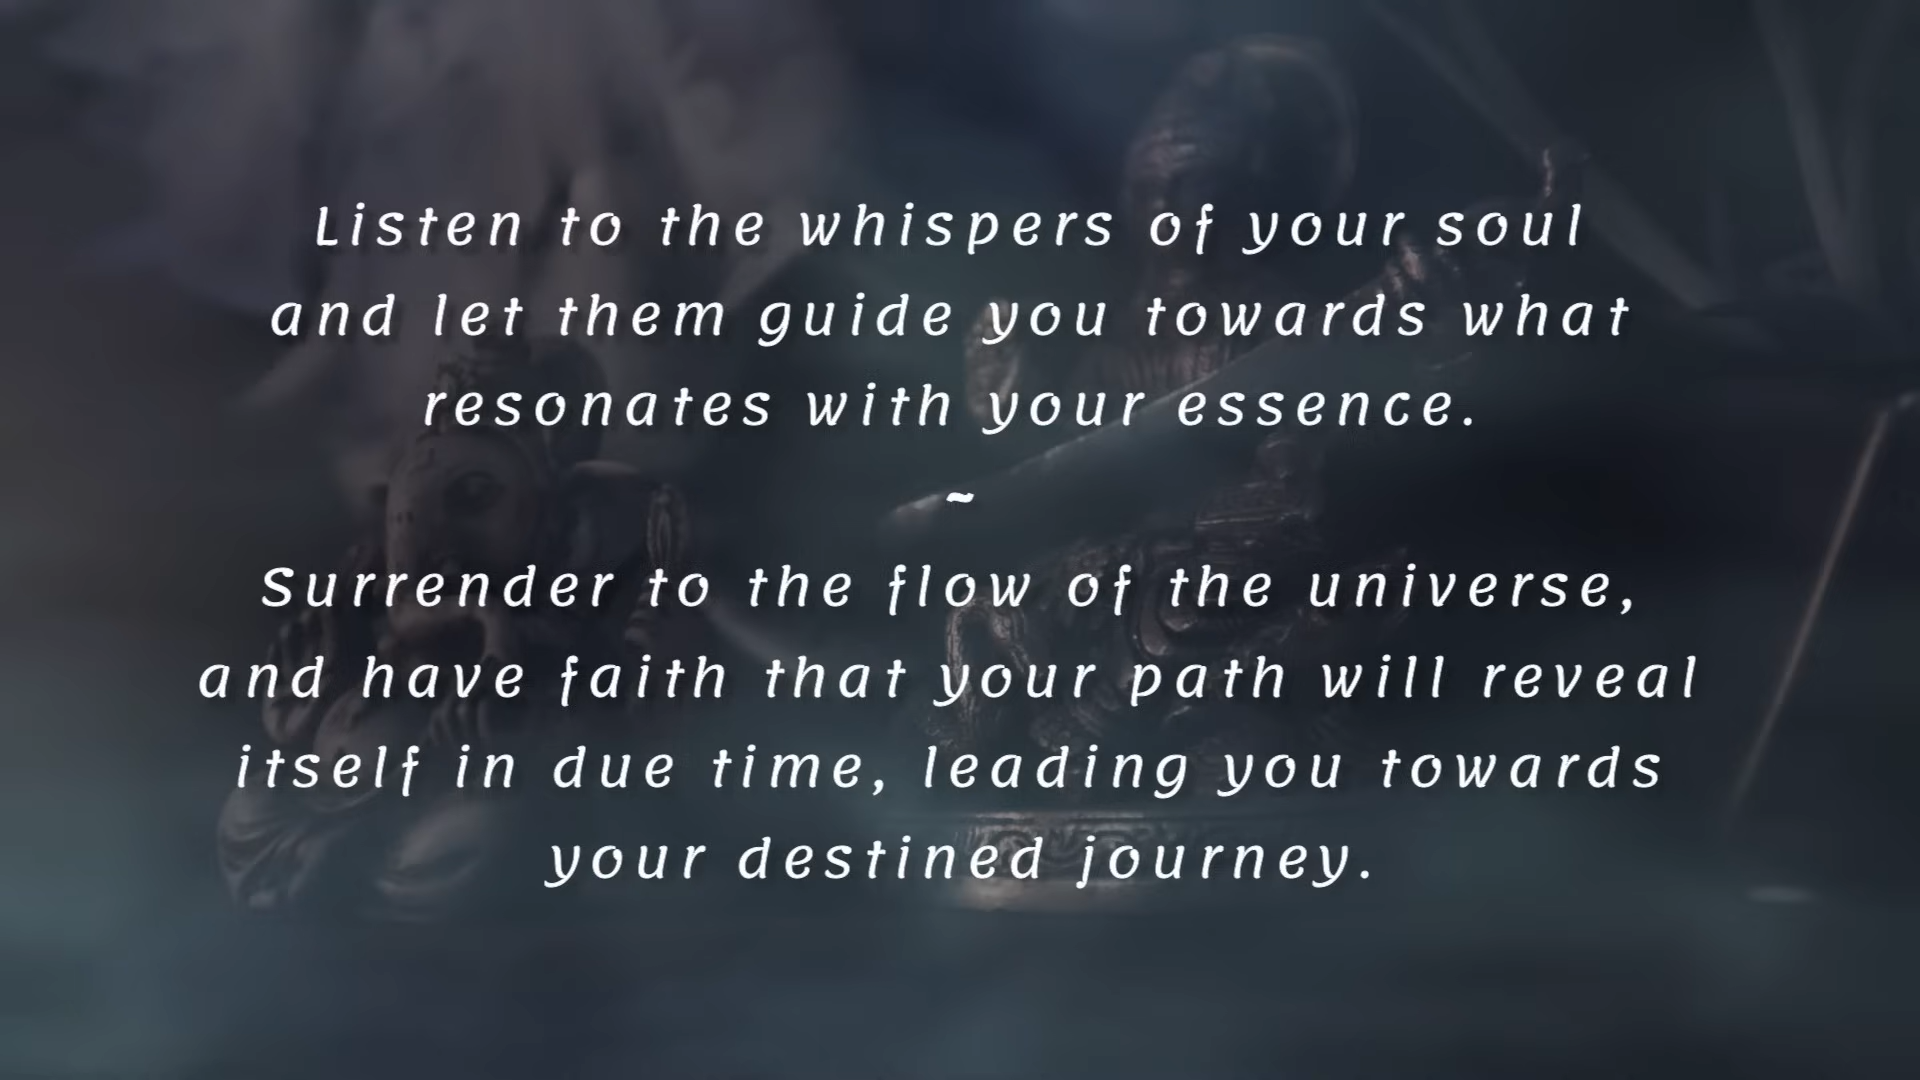 Listen to the whispers of your soul
and let them guide you towards what
resonates with your essence.
~
Surrender to the flow of the universe,
and have faith that your path will reveal
itself in due time, leading you towards
your destined journey.